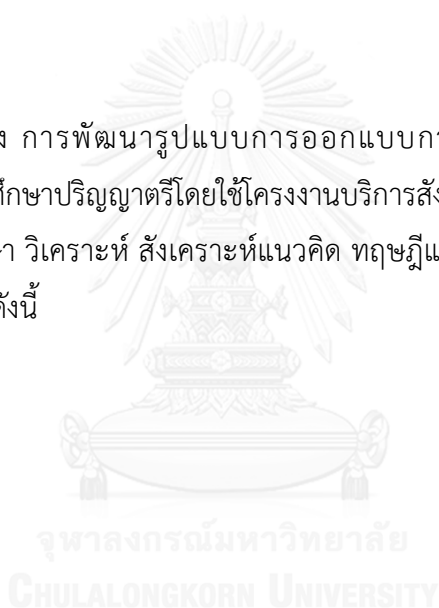 ง การพัฒนารูปแบบการออกแบบกา
ศึกษาปริญญาตรีโดยใช้โครงงานบริการสัง
ษา วิเคราะห์ สังเคราะห์แนวคิด ทฤษฎีแ
ดังนี้
จุฬาลงกรณ์มหาวิทยาลัย
CHULALONGKORN UNIVERSITY